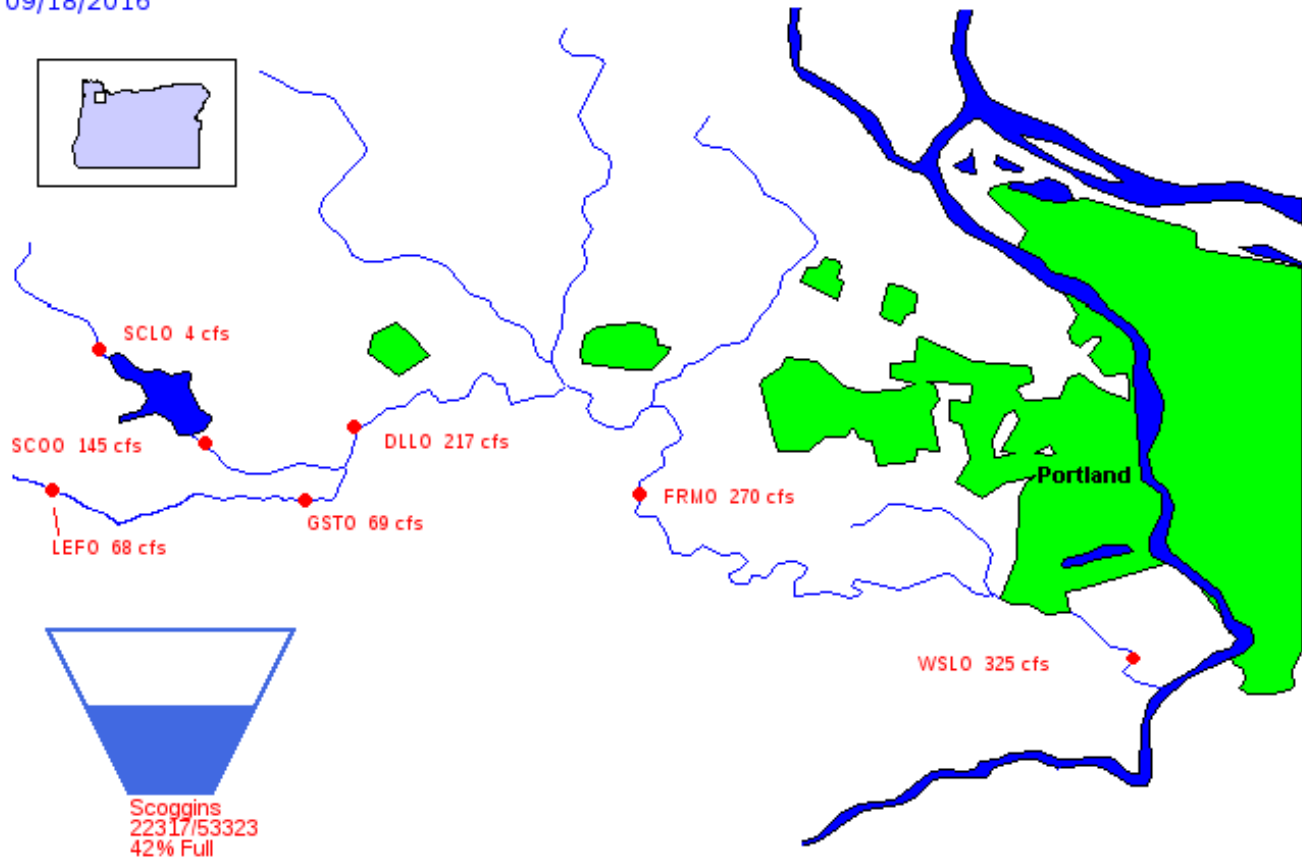 09/18/2016
SCLO 4 cfs
SCOO 145 cfs
DLLO 217 cfs
Portland
FRMO 270 cfs
GSTO 69 cfs
LEFO 68 cfs
WSLO 325 cfs
Scoggins
22317/53323
42% Full